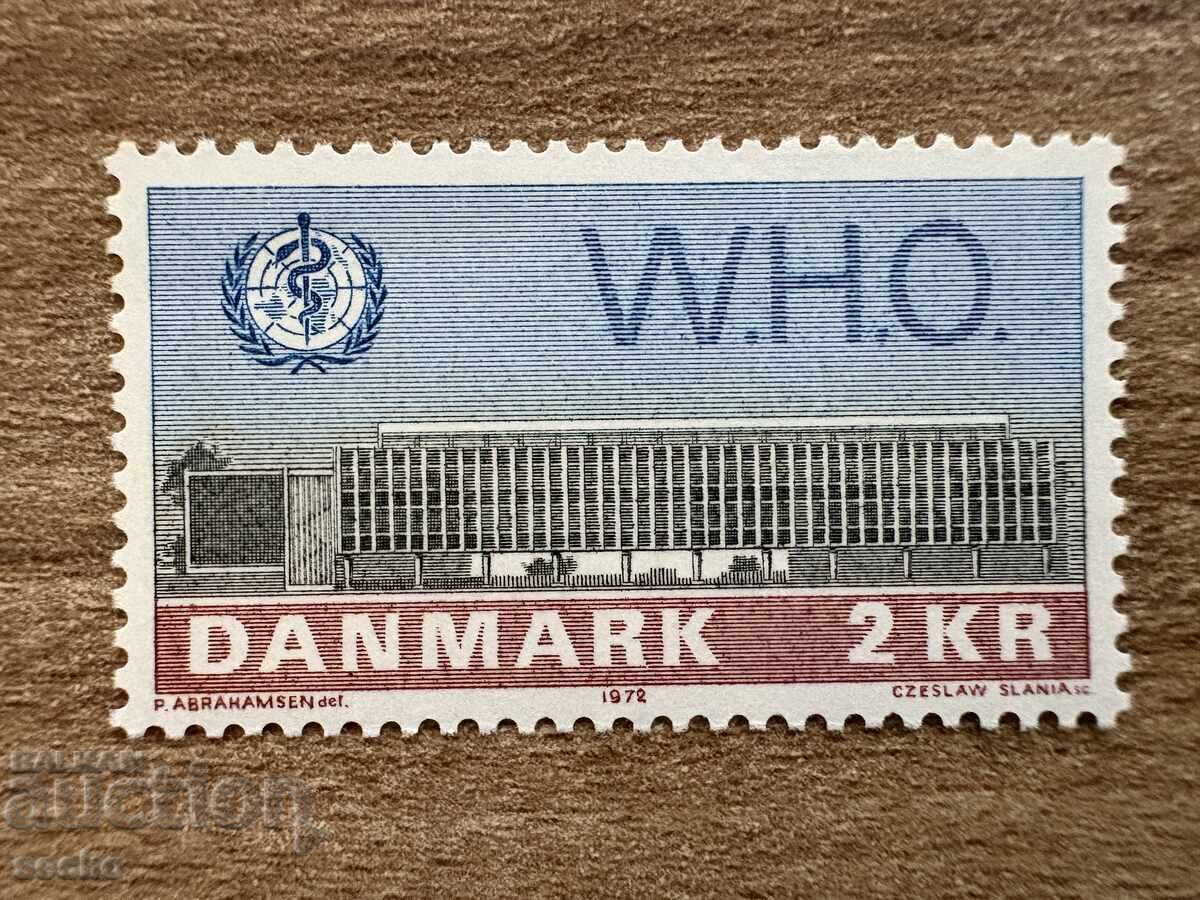 W.H.O.
DANMARK 2 KR
P. ABRAHAMSEN del. 1972 CZESLAW SLANIA sc.
BALKAN
auction
secko